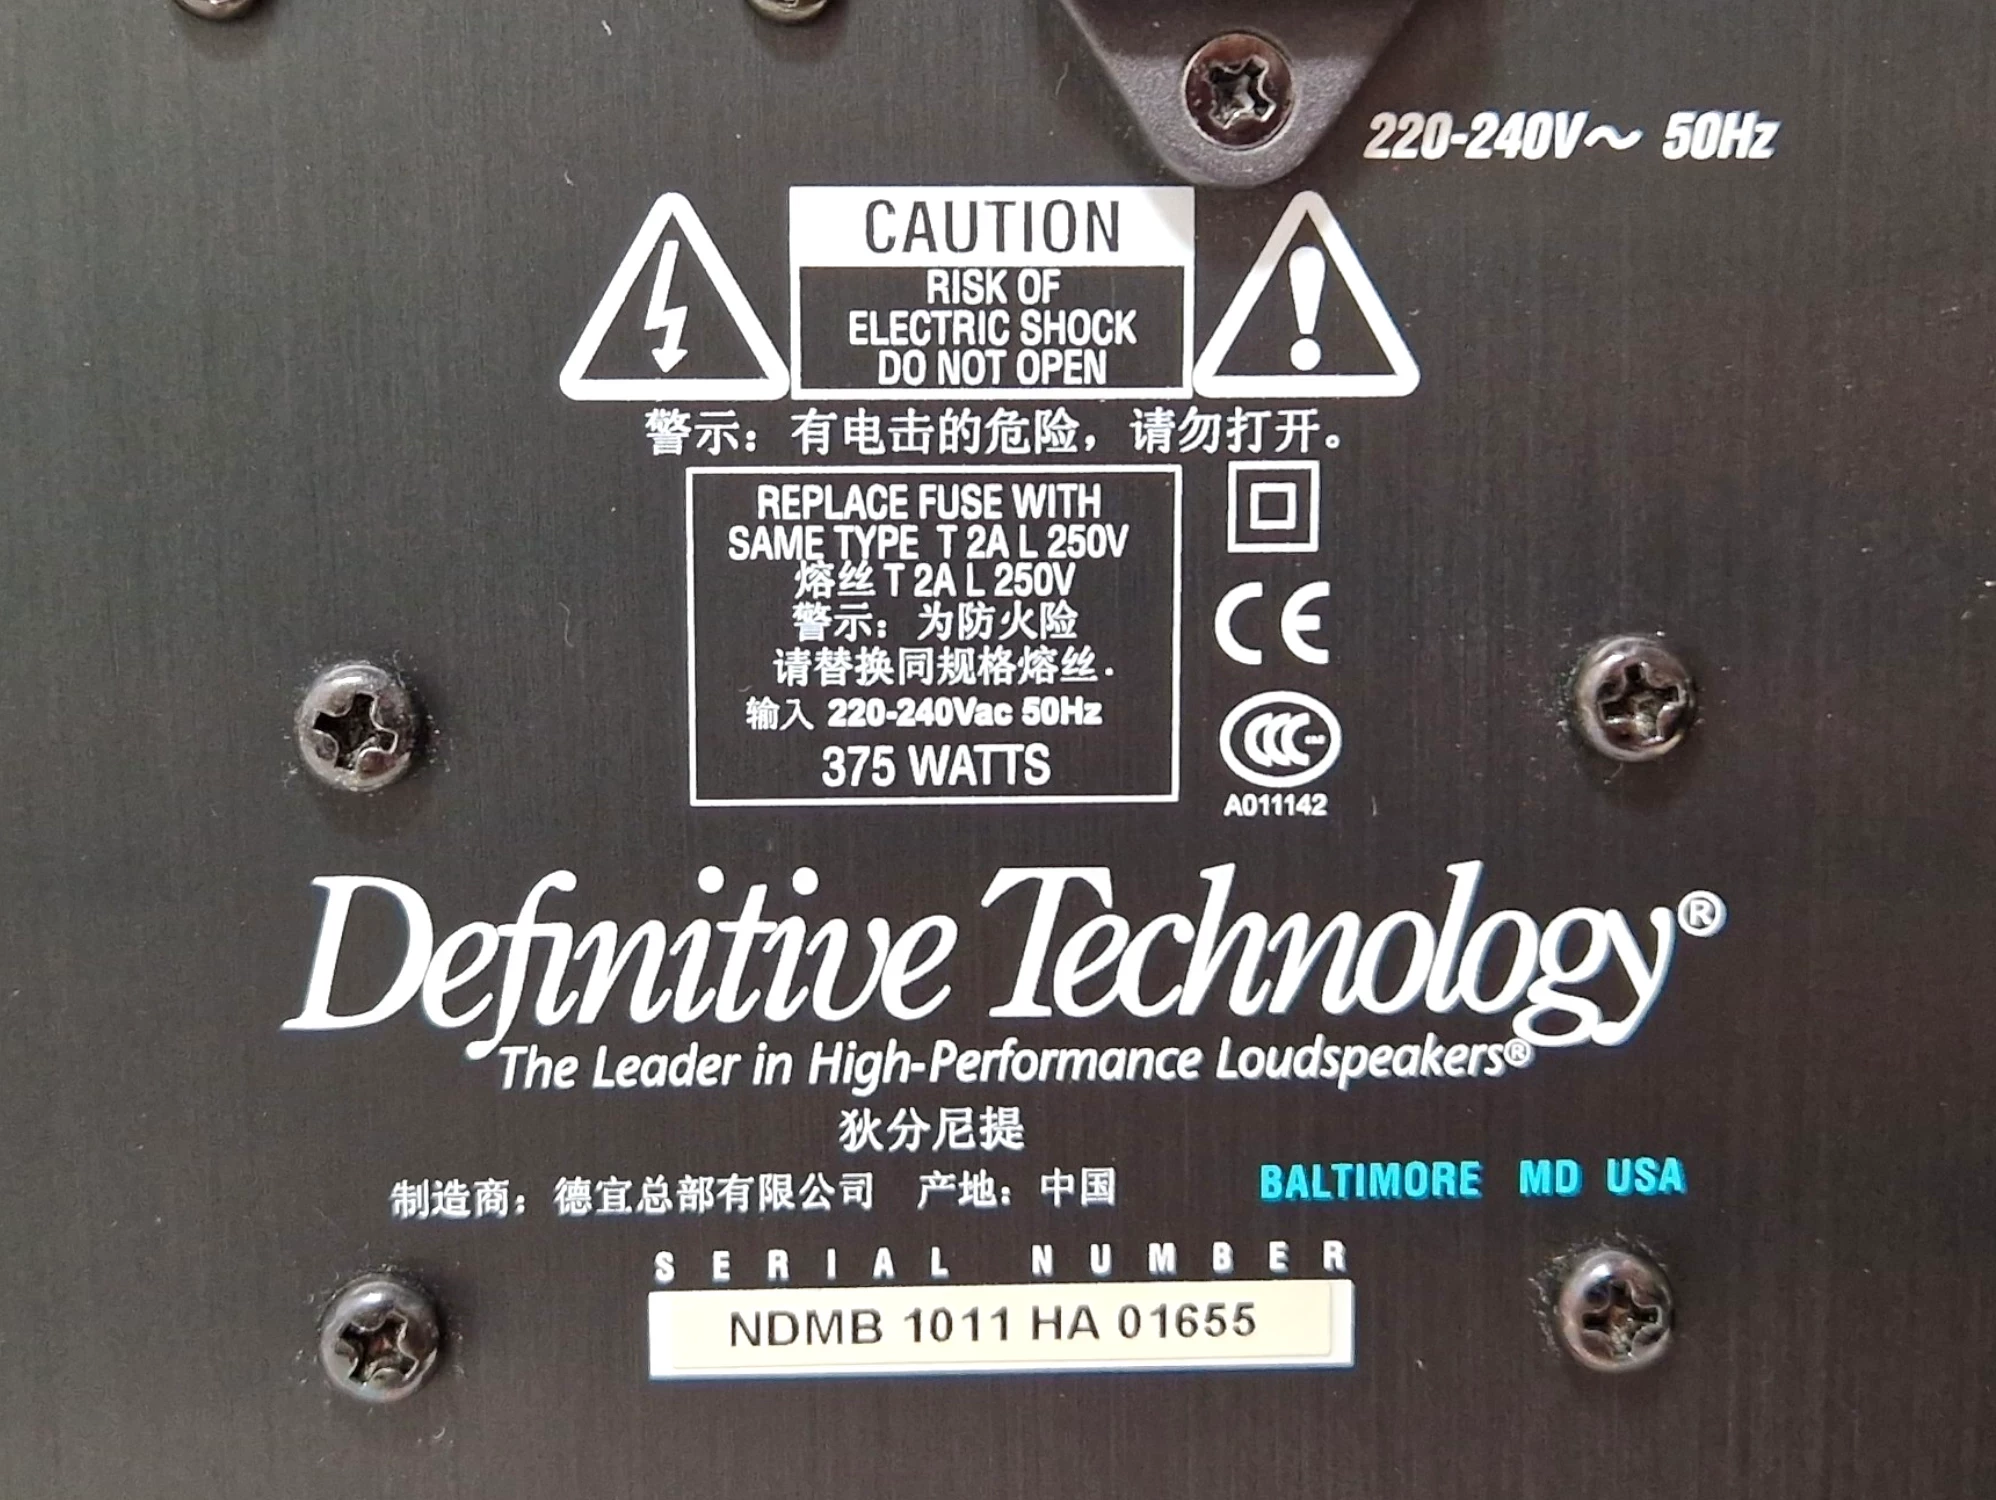 220-240V～ 50Hz
CAUTION
RISK OF
ELECTRIC SHOCK
DO NOT OPEN
警示：有电击的危险，请勿打开。
REPLACE FUSE WITH
SAME TYPE T 2A L 250V
熔丝 T 2A L 250V
警示：为防火险
请替换同规格熔丝.
输入 220-240Vac 50Hz
375 WATTS
CE
CCC
A011142
Definitive Technology®
The Leader in High-Performance Loudspeakers®
狄分尼提
制造商：德宜总部有限公司 产地：中国
BALTIMORE MD USA
SERIAL NUMBER
NDMB 1011 HA 01655